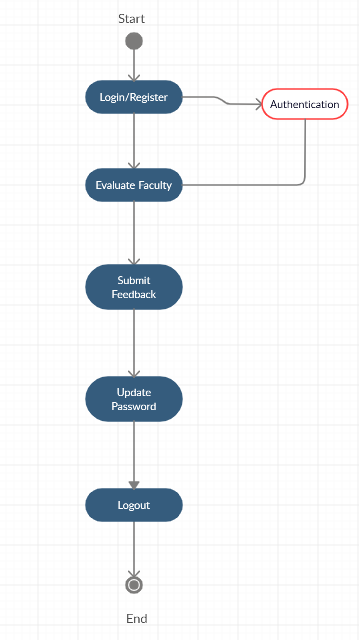 Start
Login/Register
Authentication
Evaluate Faculty
Submit
Feedback
Update
Password
Logout
End